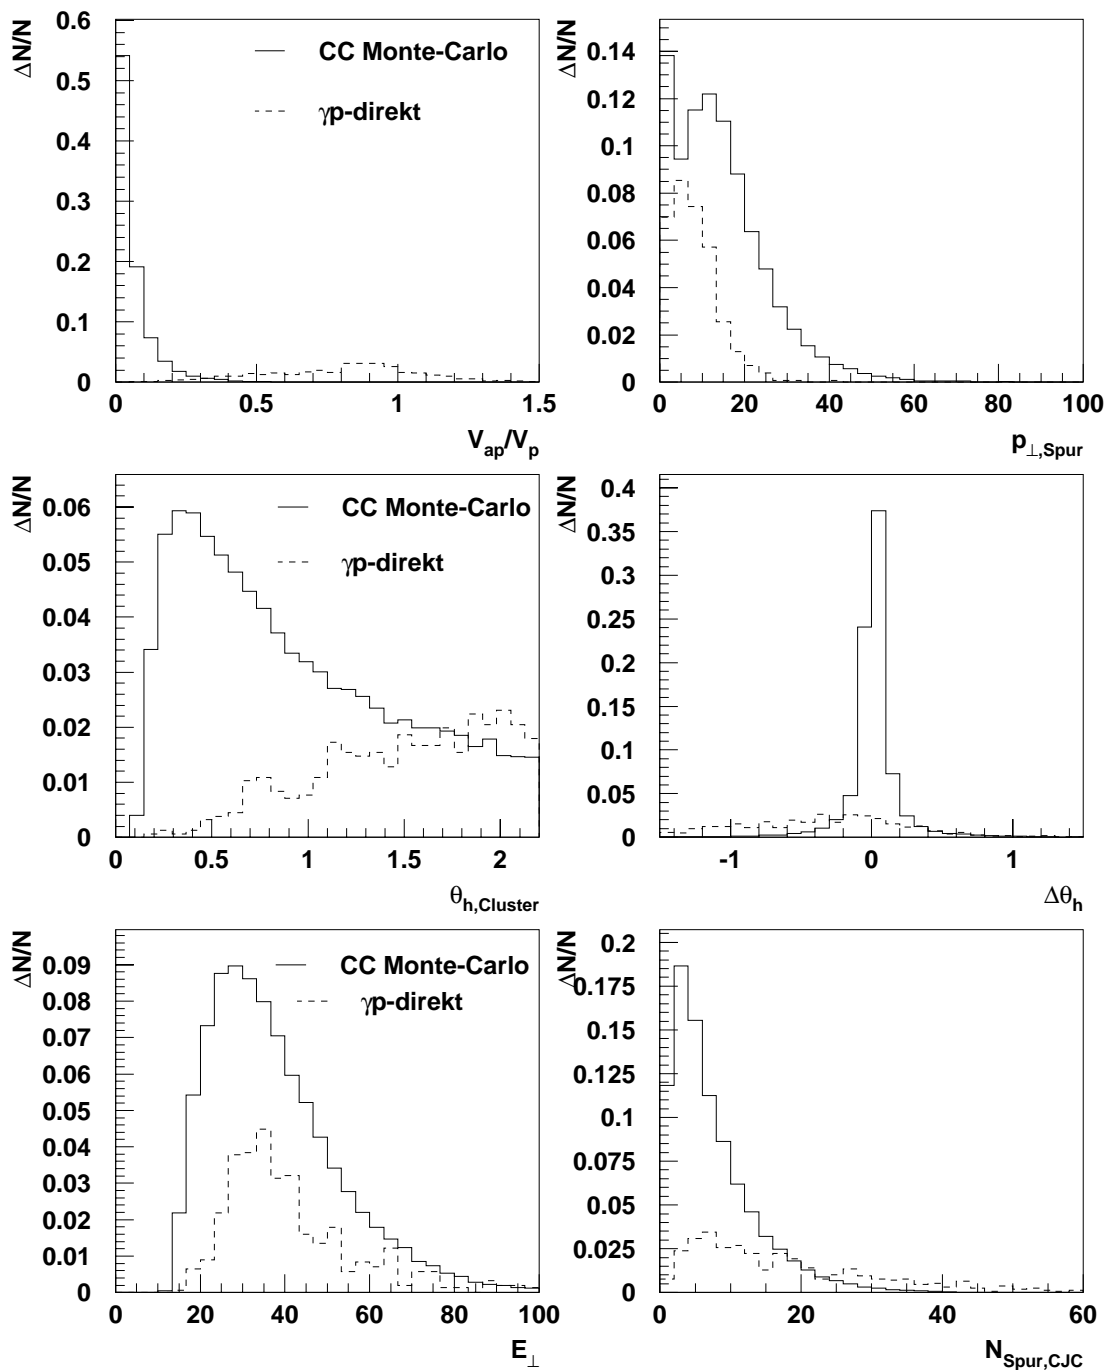 ΔN/N
0.6
0.5
0.4
0.3
0.2
0.1
0
CC Monte-Carlo
γp-direkt
0 0.5 1 1.5
V_ap/V_p
ΔN/N
0.14
0.12
0.1
0.08
0.06
0.04
0.02
0
0 20 40 60 80 100
p_⊥,Spur
ΔN/N
0.06
0.05
0.04
0.03
0.02
0.01
0
CC Monte-Carlo
γp-direkt
0 0.5 1 1.5 2
θ_h,Cluster
ΔN/N
0.4
0.35
0.3
0.25
0.2
0.15
0.1
0.05
0
-1 0 1
Δθ_h
ΔN/N
0.09
0.08
0.07
0.06
0.05
0.04
0.03
0.02
0.01
0
CC Monte-Carlo
γp-direkt
0 20 40 60 80 100
E_⊥
ΔN/N
0.2
0.175
0.15
0.125
0.1
0.075
0.05
0.025
0
0 20 40 60
N_Spur,CJC